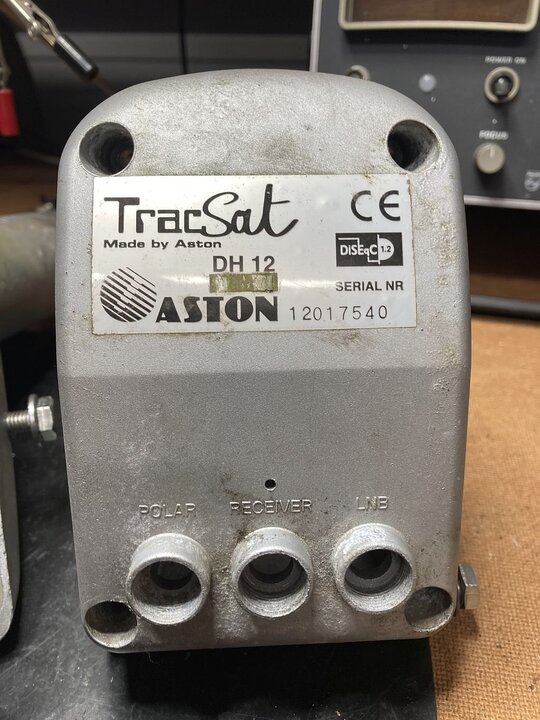 POWER ON
FOCUS
TracSat
Made by Aston
CE
DH 12
DiSEqC 1.2
SERIAL NR
ASTON 12017540
POLAR RECEIVER LNB